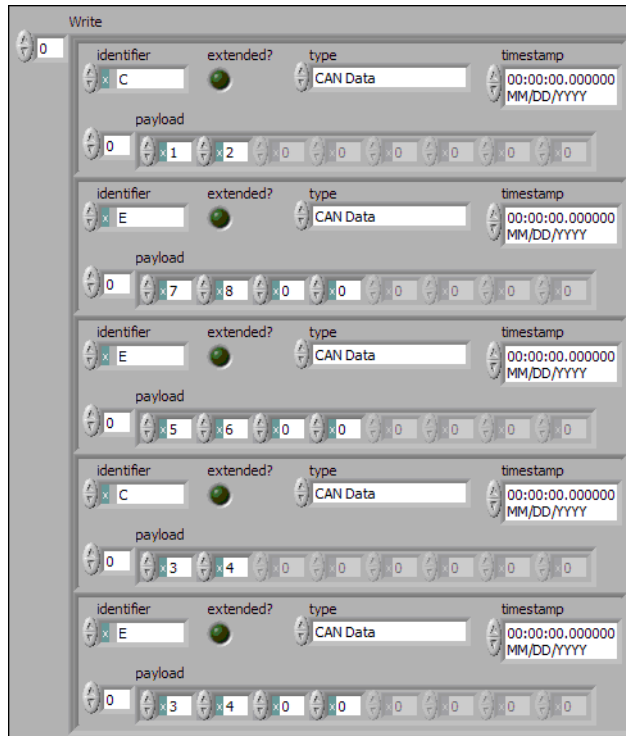 Write
0
identifier extended? type timestamp
x C CAN Data 00:00:00.000000
MM/DD/YYYY
payload
0 x 1 x 2 x 0 x 0 x 0 x 0 x 0 x 0
identifier extended? type timestamp
x E CAN Data 00:00:00.000000
MM/DD/YYYY
payload
0 x 7 x 8 x 0 x 0 x 0 x 0 x 0 x 0
identifier extended? type timestamp
x E CAN Data 00:00:00.000000
MM/DD/YYYY
payload
0 x 5 x 6 x 0 x 0 x 0 x 0 x 0 x 0
identifier extended? type timestamp
x C CAN Data 00:00:00.000000
MM/DD/YYYY
payload
0 x 3 x 4 x 0 x 0 x 0 x 0 x 0 x 0
identifier extended? type timestamp
x E CAN Data 00:00:00.000000
MM/DD/YYYY
payload
0 x 3 x 4 x 0 x 0 x 0 x 0 x 0 x 0